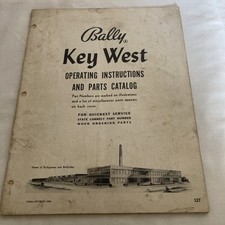 Bally
Key West
OPERATING INSTRUCTIONS
AND PARTS CATALOG
Part Numbers are marked on illustrations
and a list of miscellaneous parts appears
on back cover.
FOR QUICKEST SERVICE
STATE CORRECT PART NUMBER
WHEN ORDERING PARTS
127